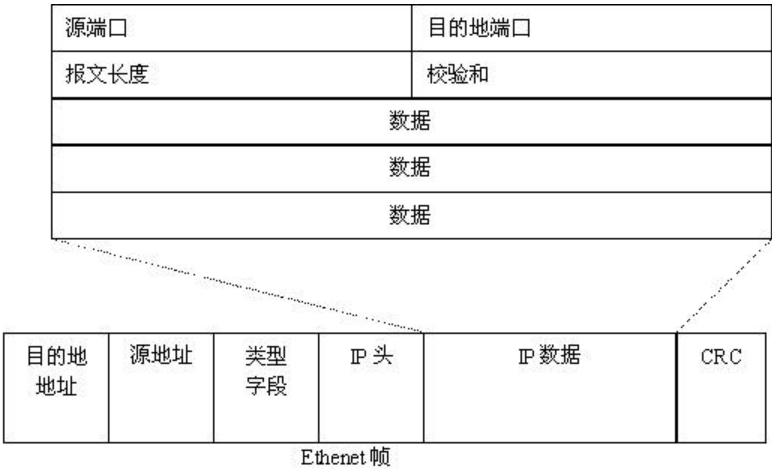 源端口
目的地端口
报文长度
校验和
数据
数据
数据
目的地
地址
源地址
类型
字段
IP 头
IP 数据
CRC
Ethenet 帧